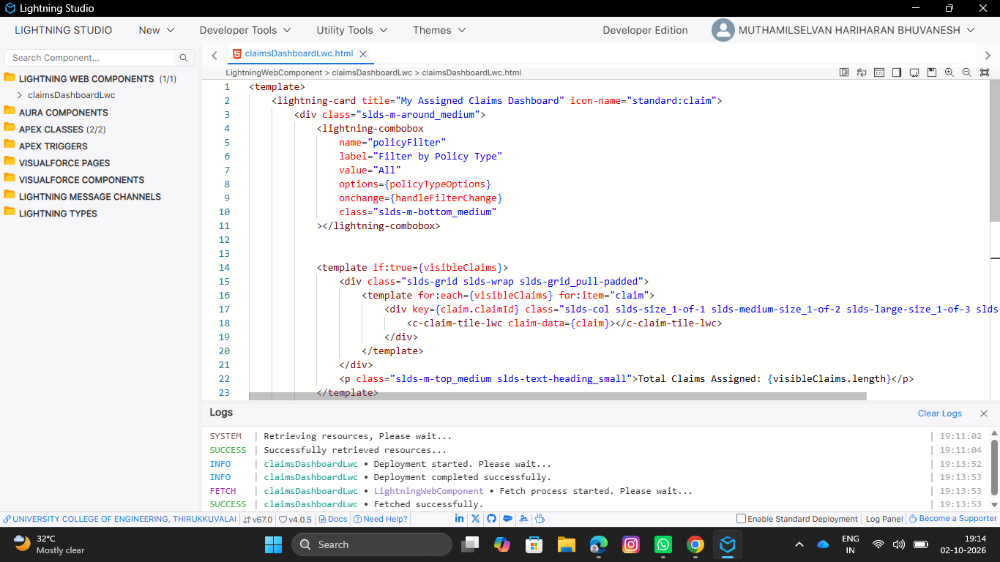 Lightning Studio
LIGHTNING STUDIO New Developer Tools Utility Tools Themes Developer Edition MUTHAMILSELVAN HARIHARAN BHUVANESH
Search Component...
LIGHTNING WEB COMPONENTS (1/1)
claimsDashboardLwc
AURA COMPONENTS
APEX CLASSES (2/2)
APEX TRIGGERS
VISUALFORCE PAGES
VISUALFORCE COMPONENTS
LIGHTNING MESSAGE CHANNELS
LIGHTNING TYPES
claimsDashboardLwc.html
LightningWebComponent > claimsDashboardLwc > claimsDashboardLwc.html
1 <template>
2 <lightning-card title="My Assigned Claims Dashboard" icon-name="standard:claim">
3 <div class="slds-m-around_medium">
4 <lightning-combobox
5 name="policyFilter"
6 label="Filter by Policy Type"
7 value="All"
8 options={policyTypeOptions}
9 onchange={handleFilterChange}
10 class="slds-m-bottom_medium"
11 ></lightning-combobox>
12
13
14 <template if:true={visibleClaims}>
15 <div class="slds-grid slds-wrap slds-grid_pull-padded">
16 <template for:each={visibleClaims} for:item="claim">
17 <div key={claim.claimId} class="slds-col slds-size_1-of-1 slds-medium-size_1-of-2 slds-large-size_1-of-3 slds-
18 <c-claim-tile-lwc claim-data={claim}></c-claim-tile-lwc>
19 </div>
20 </template>
21 </div>
22 <p class="slds-m-top_medium slds-text-heading_small">Total Claims Assigned: {visibleClaims.length}</p>
23 </template>
Logs Clear Logs
SYSTEM | Retrieving resources, Please wait... | 19:11:02
SUCCESS | Successfully retrieved resources... | 19:11:04
INFO | claimsDashboardLwc • Deployment started. Please wait... | 19:13:52
INFO | claimsDashboardLwc • Deployment completed successfully. | 19:13:53
FETCH | claimsDashboardLwc • LightningWebComponent • Fetch process started. Please wait... | 19:13:53
SUCCESS | claimsDashboardLwc • Fetched successfully. | 19:13:53
UNIVERSITY COLLEGE OF ENGINEERING, THIRUKKUVALAI v67.0 v4.0.5 Docs Need Help? Enable Standard Deployment Log Panel Become a Supporter
32°C
Mostly clear
Search
ENG
IN
19:14
02-10-2026